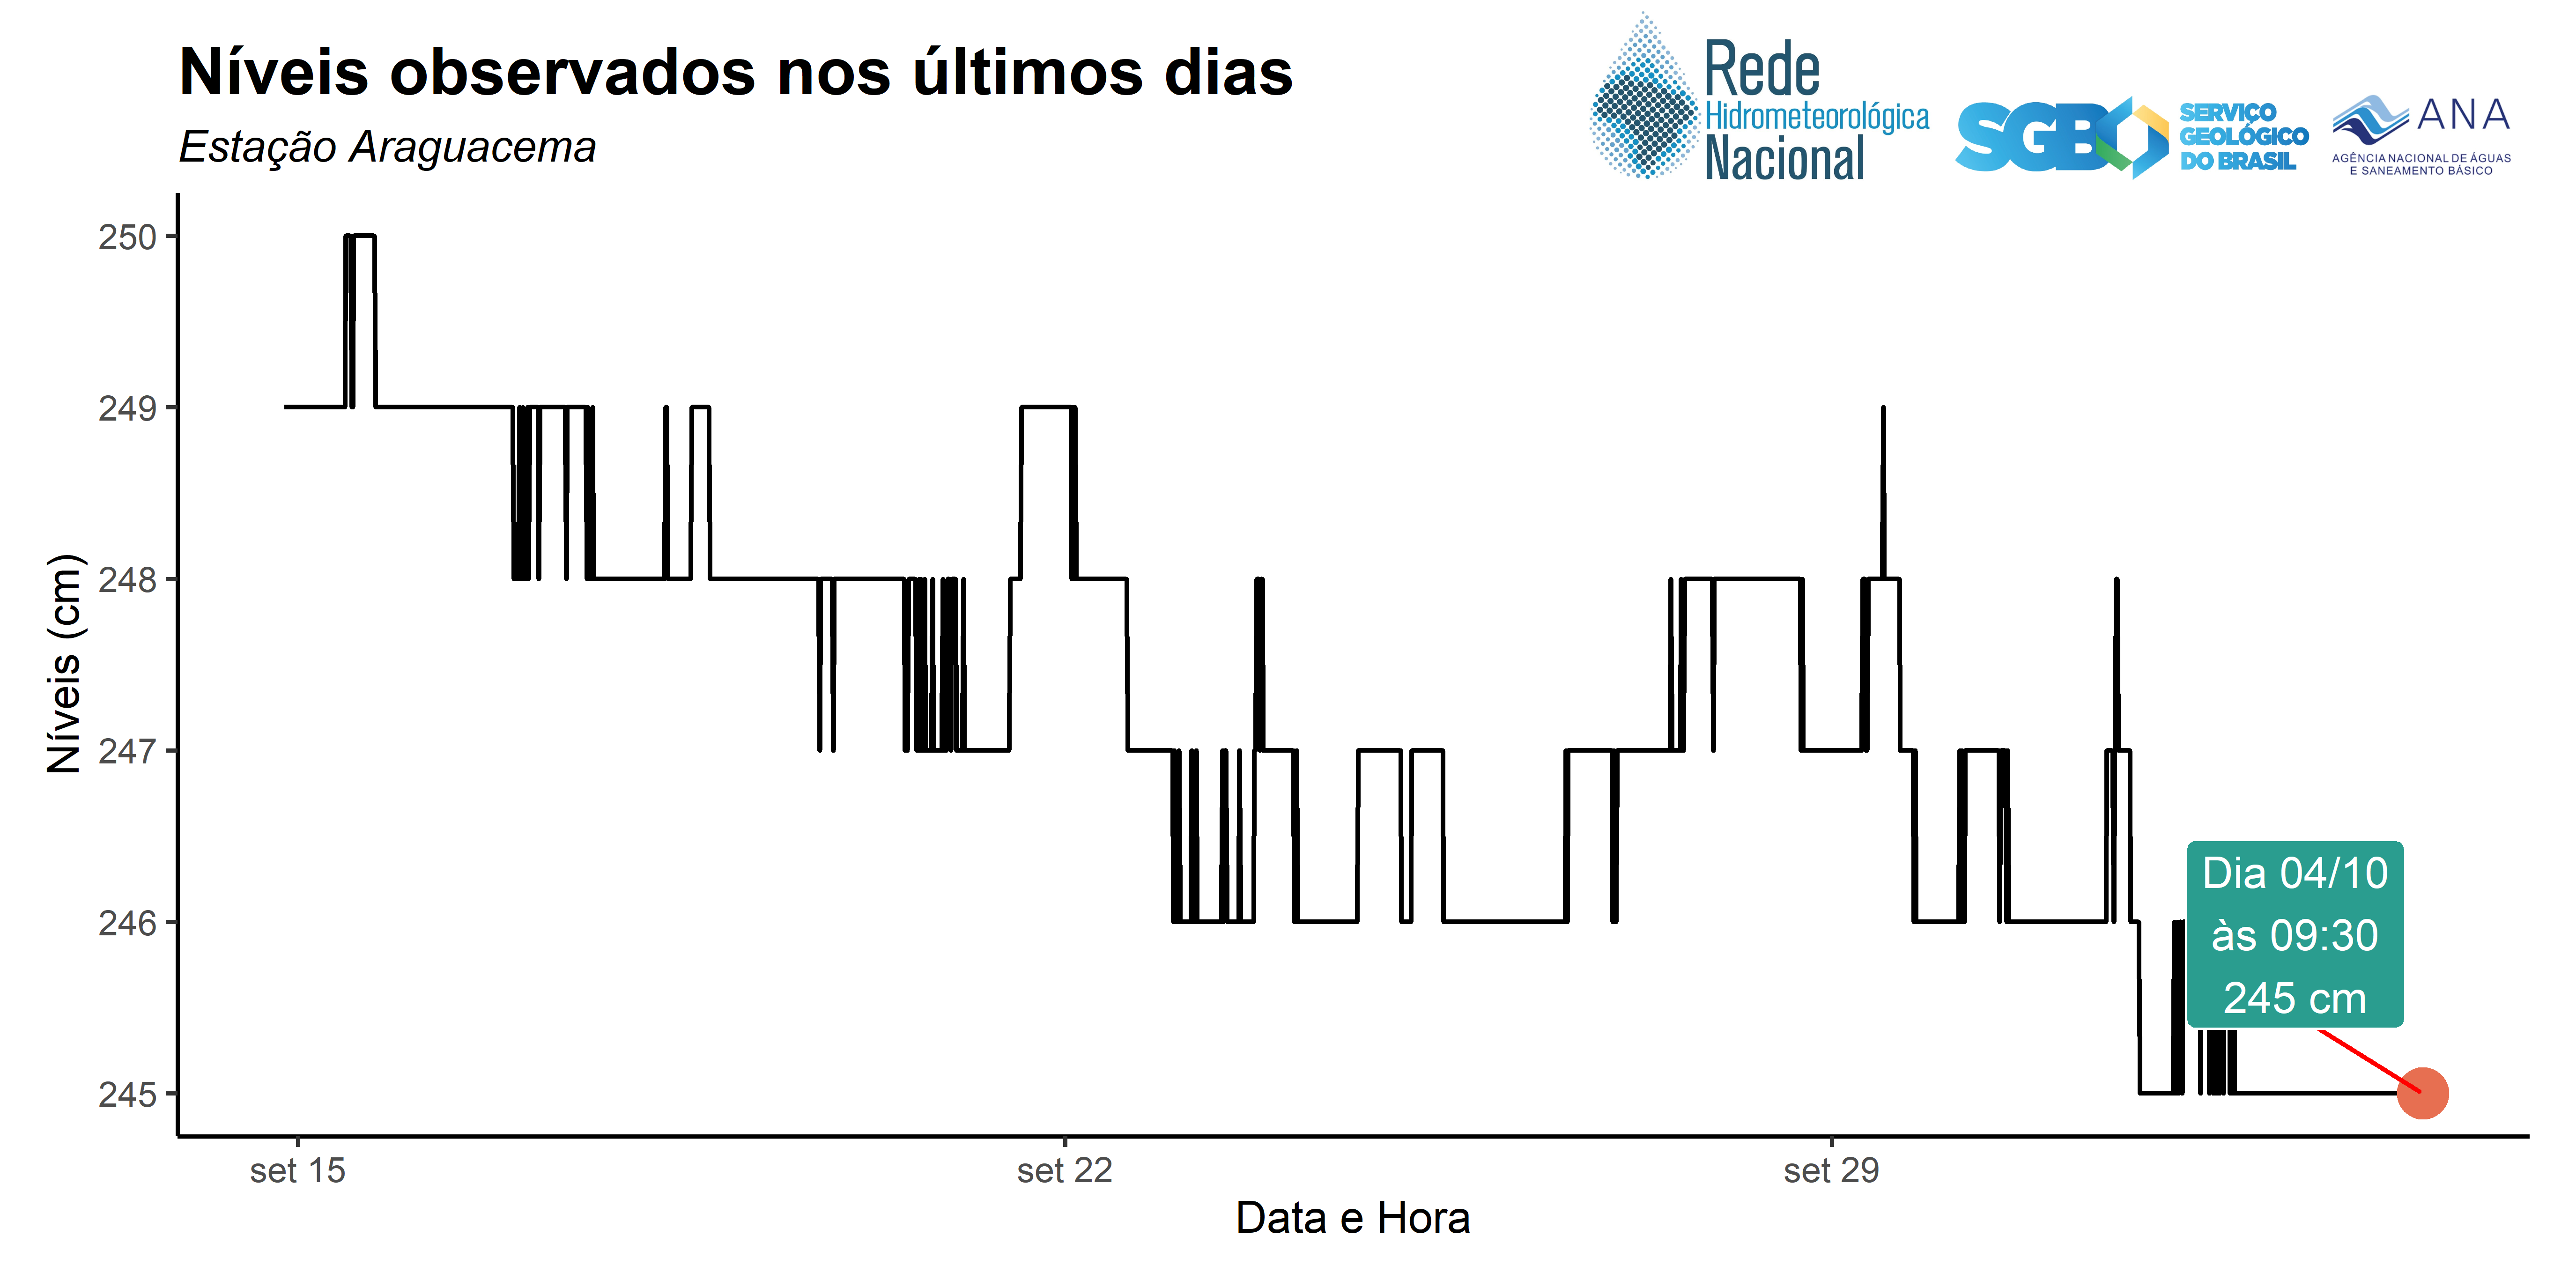 Níveis observados nos últimos dias
Estação Araguacema
Rede
Hidrometeorológica
Nacional
SGB
SERVIÇO
GEOLÓGICO
DO BRASIL
ANA
AGÊNCIA NACIONAL DE ÁGUAS
E SANEAMENTO BÁSICO
Níveis (cm)
250
249
248
247
246
245
Dia 04/10
às 09:30
245 cm
set 15
set 22
set 29
Data e Hora